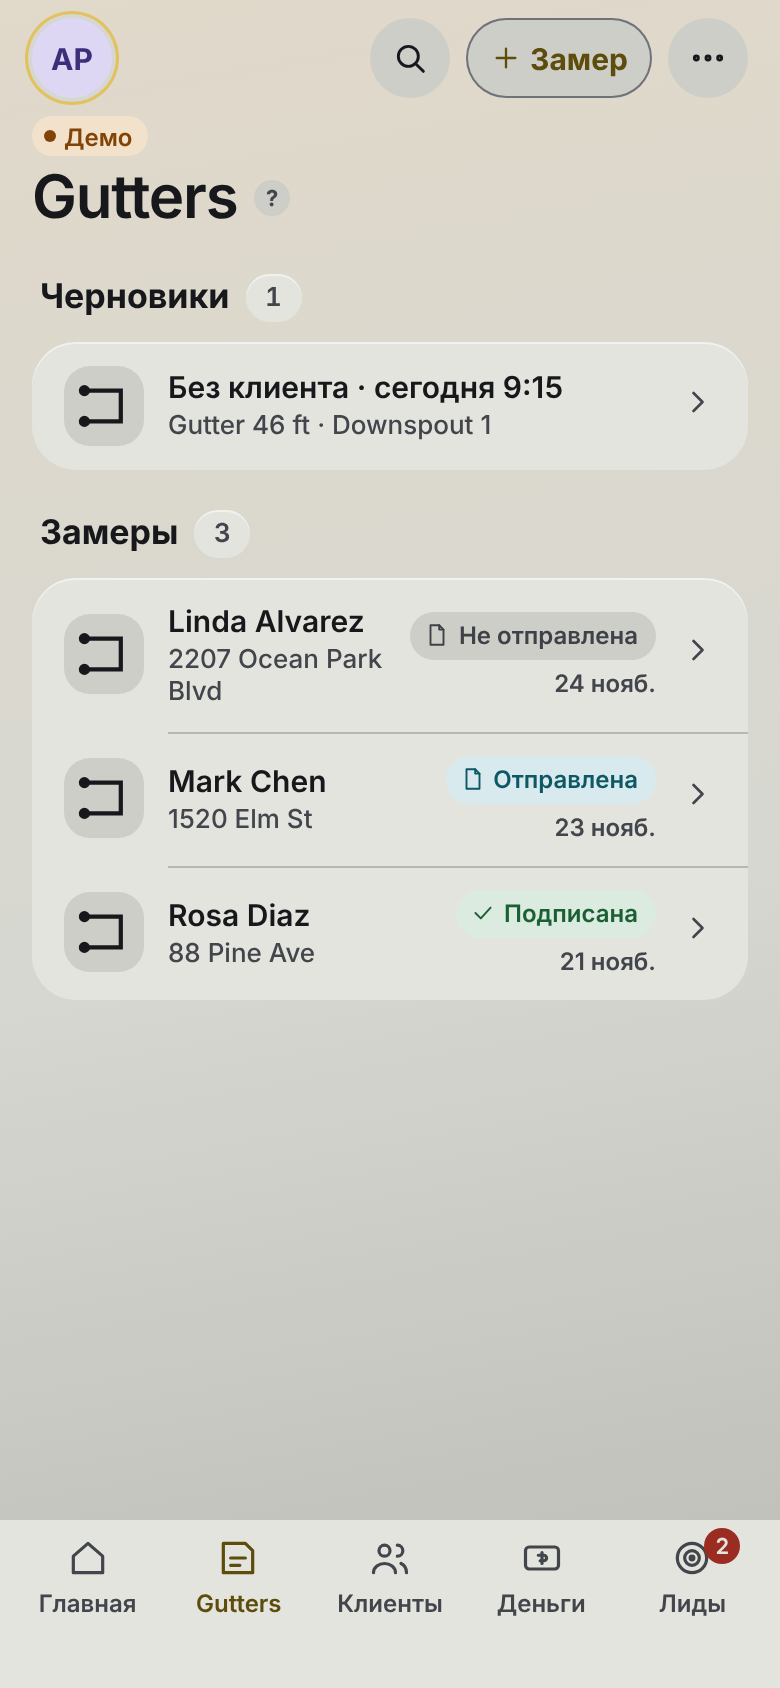 AP
+ Замер
Демо
Gutters ?
Черновики 1
Без клиента · сегодня 9:15
Gutter 46 ft · Downspout 1
Замеры 3
Linda Alvarez
2207 Ocean Park
Blvd
Не отправлена
24 нояб.
Mark Chen
1520 Elm St
Отправлена
23 нояб.
Rosa Diaz
88 Pine Ave
Подписана
21 нояб.
2
Главная
Gutters
Клиенты
Деньги
Лиды